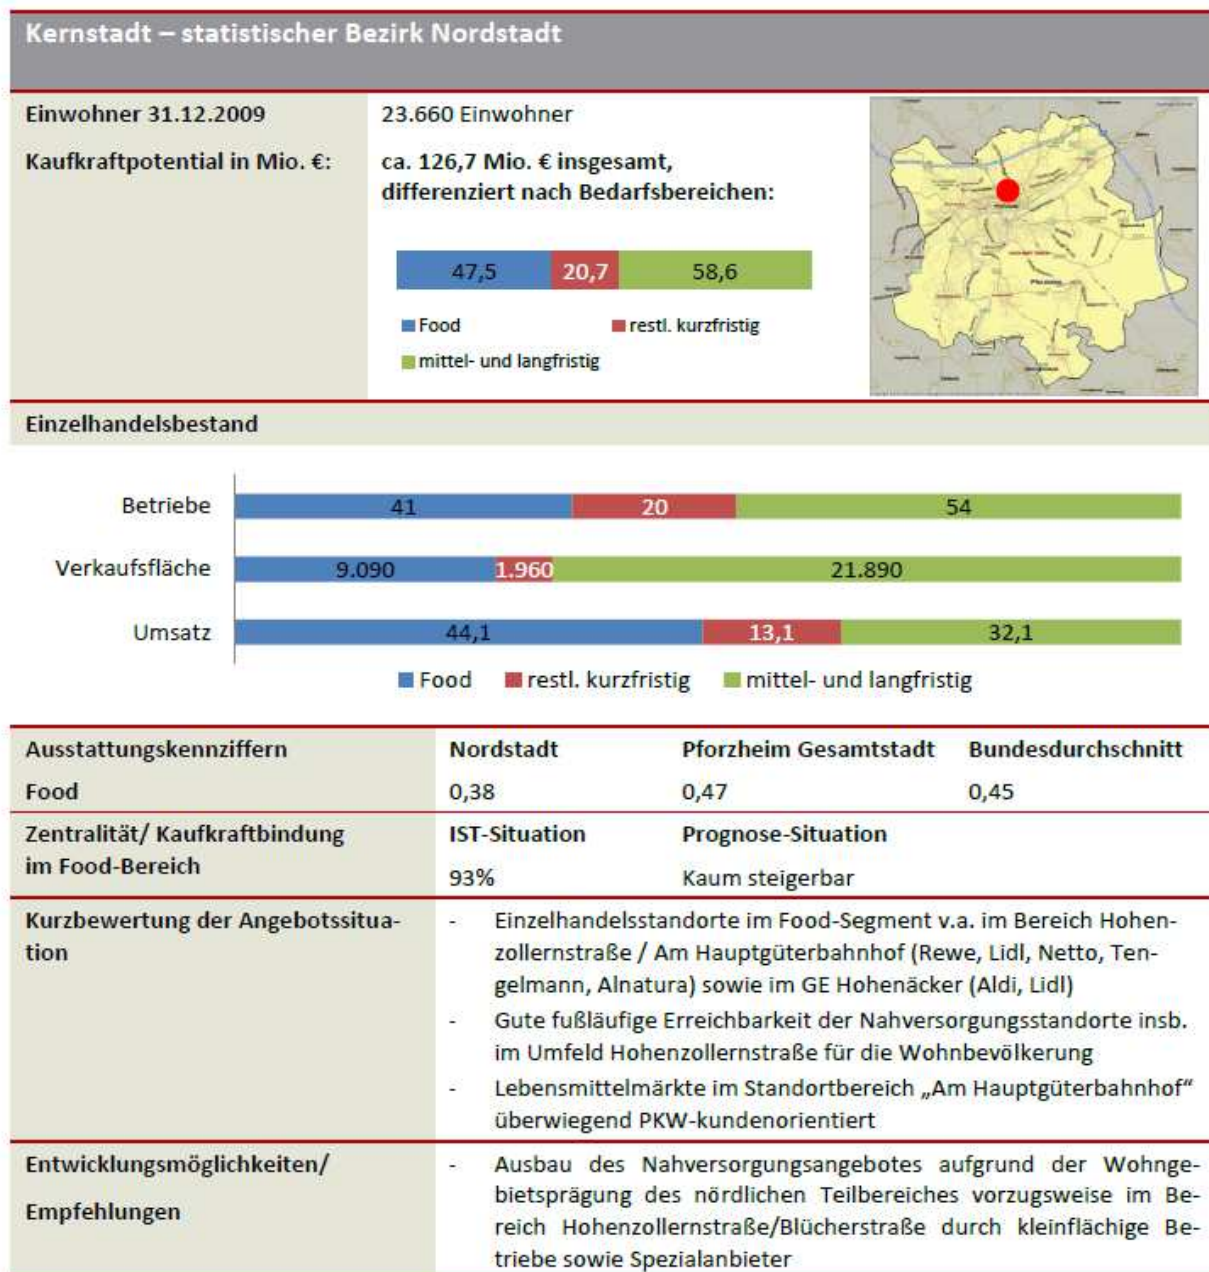 Kernstadt – statistischer Bezirk Nordstadt
Einwohner 31.12.2009 23.660 Einwohner
Kaufkraftpotential in Mio. €: ca. 126,7 Mio. € insgesamt,
differenziert nach Bedarfsbereichen:
47,5 20,7 58,6
Food restl. kurzfristig
mittel- und langfristig
Einzelhandelsbestand
Betriebe 41 20 54
Verkaufsfläche 9.090 1.960 21.890
Umsatz 44,1 13,1 32,1
Food restl. kurzfristig mittel- und langfristig
Ausstattungskennziffern Nordstadt Pforzheim Gesamtstadt Bundesdurchschnitt
Food 0,38 0,47 0,45
Zentralität/ Kaufkraftbindung IST-Situation Prognose-Situation
im Food-Bereich
93% Kaum steigerbar
Kurzbewertung der Angebotssitua-
tion
- Einzelhandelsstandorte im Food-Segment v.a. im Bereich Hohen-
zollernstraße / Am Hauptgüterbahnhof (Rewe, Lidl, Netto, Ten-
gelmann, Alnatura) sowie im GE Hohenäcker (Aldi, Lidl)
- Gute fußläufige Erreichbarkeit der Nahversorgungsstandorte insb.
im Umfeld Hohenzollernstraße für die Wohnbevölkerung
- Lebensmittelmärkte im Standortbereich „Am Hauptgüterbahnhof“
überwiegend PKW-kundenorientiert
Entwicklungsmöglichkeiten/
Empfehlungen
- Ausbau des Nahversorgungsangebotes aufgrund der Wohnge-
bietsprägung des nördlichen Teilbereiches vorzugsweise im Be-
reich Hohenzollernstraße/Blücherstraße durch kleinflächige Be-
triebe sowie Spezialanbieter